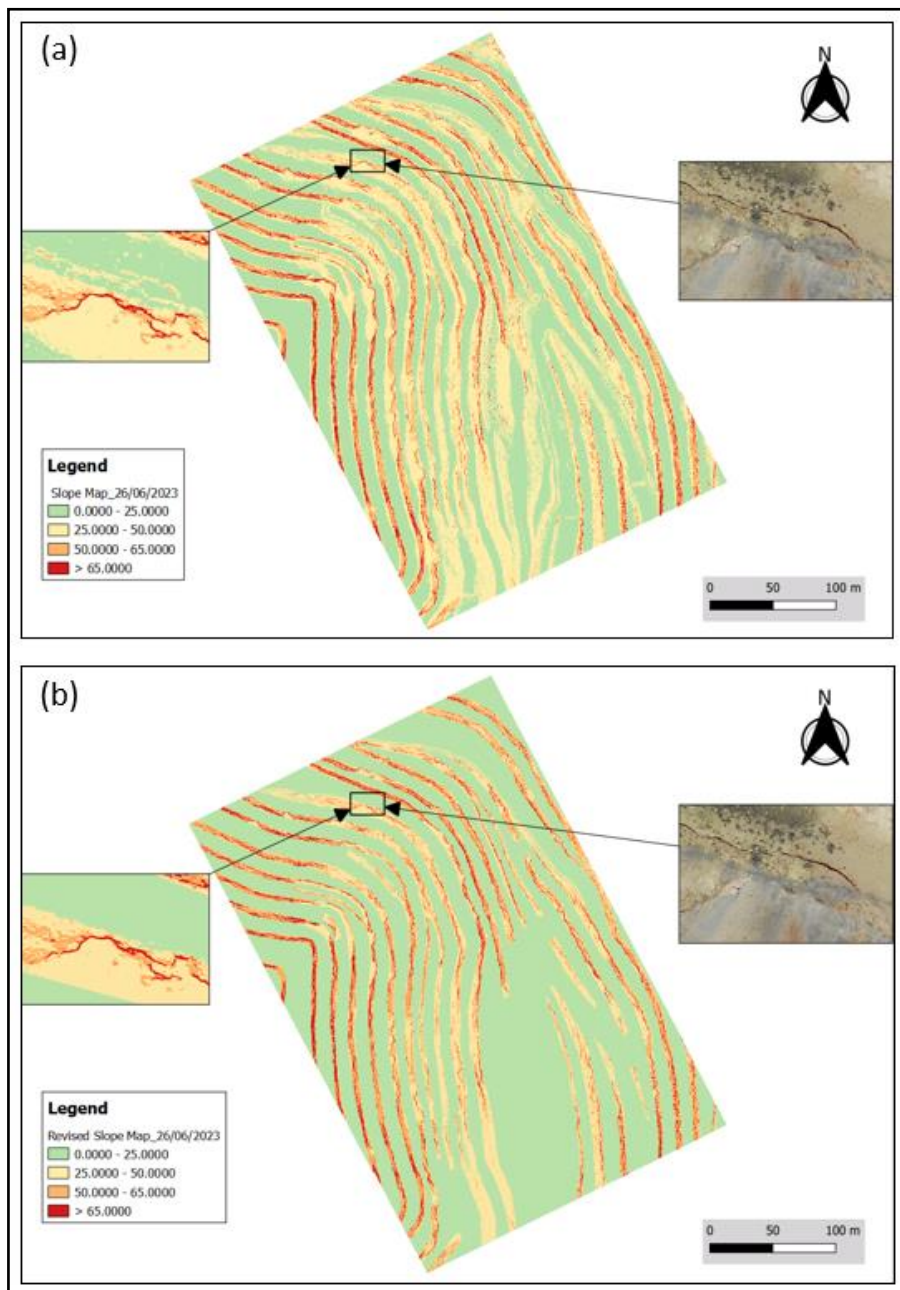 (a)
N
Legend
Slope Map_26/06/2023
0.0000 - 25.0000
25.0000 - 50.0000
50.0000 - 65.0000
> 65.0000
0 50 100 m
(b)
N
Legend
Revised Slope Map_26/06/2023
0.0000 - 25.0000
25.0000 - 50.0000
50.0000 - 65.0000
> 65.0000
0 50 100 m